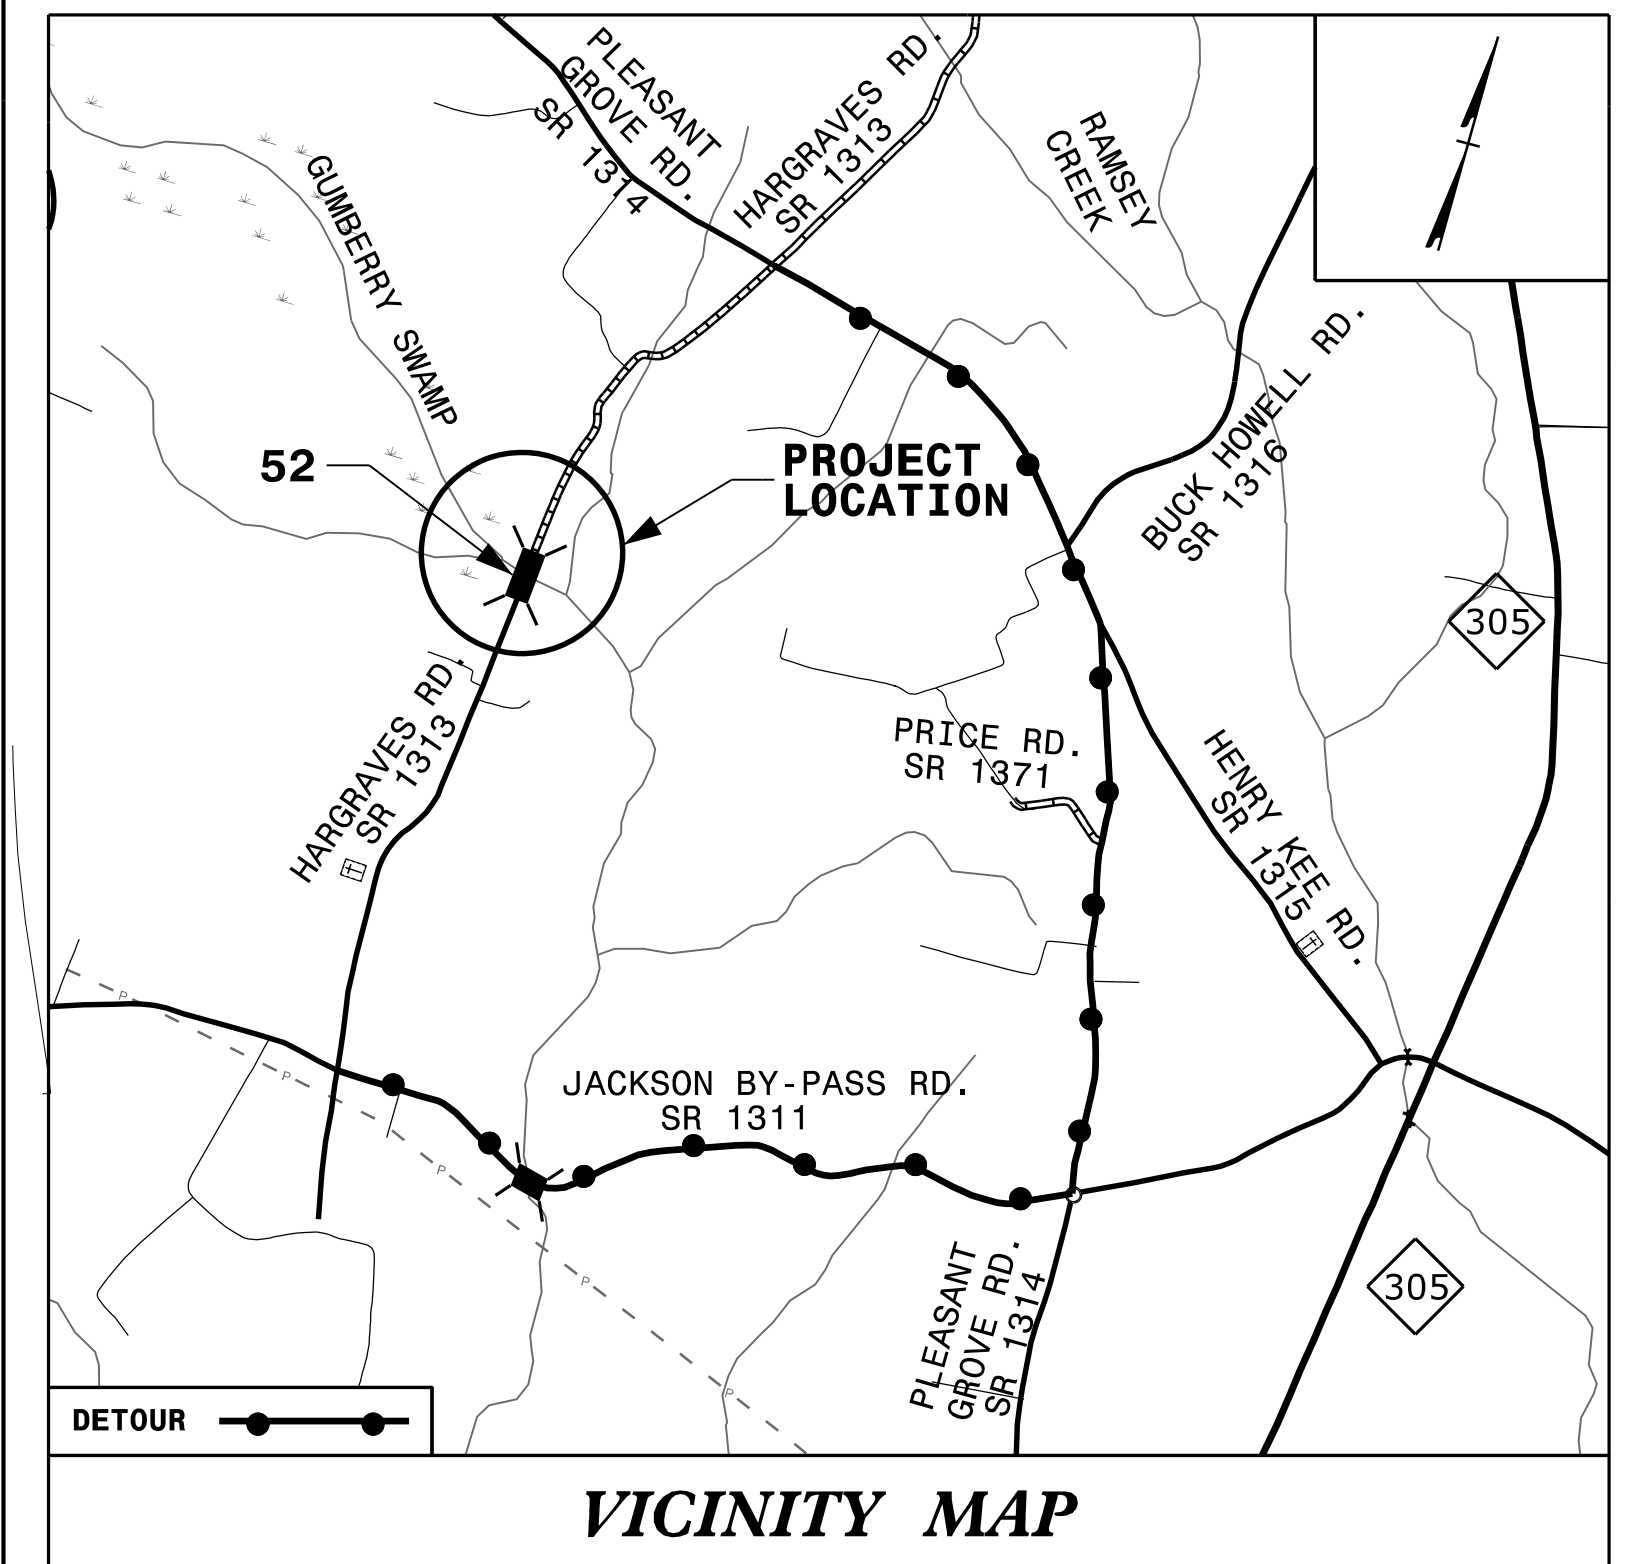 PLEASANT
GROVE RD.
SR 1314
HARGRAVES RD.
SR 1313
RAMSEY
CREEK
GUMBERRY SWAMP
BUCK HOWELL RD.
SR 1316
52
PROJECT
LOCATION
305
HARGRAVES RD.
SR 1313
PRICE RD.
SR 1371
HENRY KEE RD.
SR 1315
P
P
P
P
P
JACKSON BY-PASS RD.
SR 1311
PLEASANT
GROVE RD.
SR 1314
305
DETOUR
VICINITY MAP